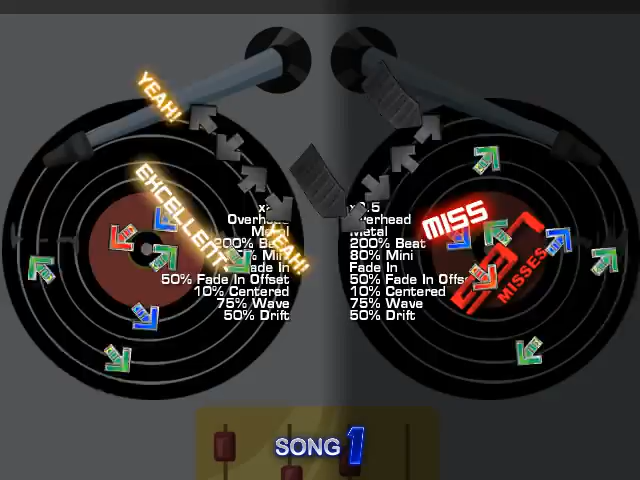 YEAH!
EXCELLENT!
YEAH!
Overhead
Metal
200% Beat
Mini
Fade In
50% Fade In Offset
10% Centered
75% Wave
50% Drift
MISS
Overhead
Metal
200% Beat
80% Mini
Fade In
50% Fade In Offset
10% Centered
75% Wave
50% Drift
MISSES
SONG 1